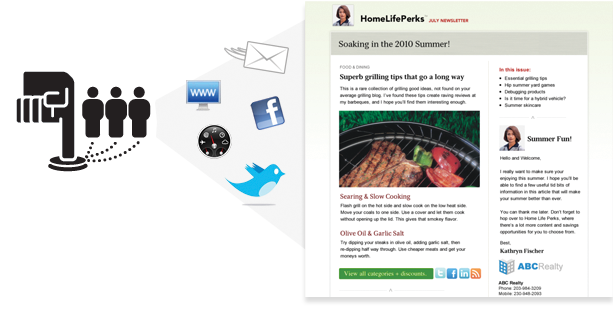 HomeLifePerks™ JULY NEWSLETTER
Soaking in the 2010 Summer!
FOOD & DINING
Superb grilling tips that go a long way
This is a rare collection of grilling good ideas, not found on your
average grilling blog. I've found these tips create raving reviews at
my barbeques, and I hope you'll find them interesting enough.
Searing & Slow Cooking
Flash grill on the hot side and slow cook on the low heat side.
Move your coals to one side. Use a cover and let them cook
without opening up the lid. This gives that smokey flavor.
Olive Oil & Garlic Salt
Try dipping your steaks in olive oil, adding garlic salt, then
re-dipping half way through. Use cheaper meats and get your
moneys worth.
View all categories + discounts.
In this issue:
Essential grilling tips
Hip summer yard games
Debugging products
Is it time for a hybrid vehicle?
Summer skincare
Summer Fun!
Hello and Welcome,
I really want to make sure your
enjoying this summer. I hope you'll be
able to find a few useful tid bits of
information in this article that will make
your summer better than ever.
You can thank me later. Don't forget to
hop over to Home Life Perks, where
there's a lot more content and savings
opportunities for you to choose from.
Best,
Kathryn Fischer
ABCRealty
ABC Realty
Phone: 203-984-3209
Mobile: 230-948-2093
WWW
f